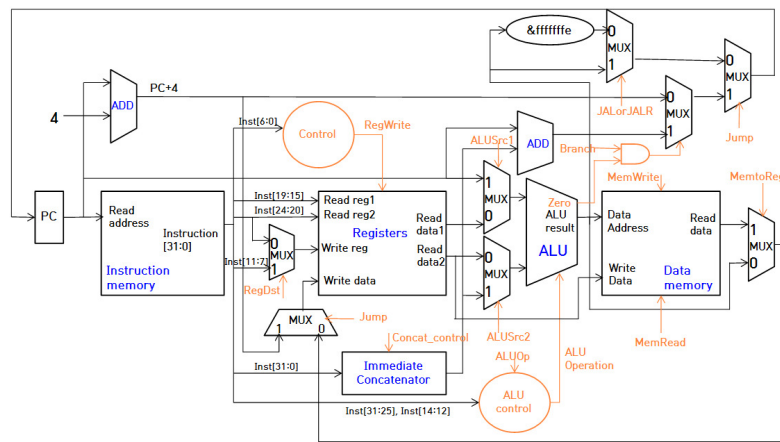 &fffffffe
0
MUX
1
JALorJALR
0
MUX
1
Jump
4
ADD
PC+4
Inst[6:0]
Control
RegWrite
ALUSrc1
ADD
Branch
0
MUX
1
MemWrite
MemtoReg
PC
Read
address
Instruction
[31:0]
Instruction
memory
Inst[19:15]
Inst[24:20]
Inst[11:7]
0
MUX
1
RegDst
Read reg1
Read reg2
Registers
Write reg
Write data
Read
data1
Read
data2
1
MUX
0
0
MUX
1
ALUSrc2
Zero
ALU
result
ALU
Data
Address
Write
Data
Read
data
Data
memory
MemRead
1
MUX
0
MUX
1
0
Jump
Concat_control
Inst[31:0]
Immediate
Concatenator
ALUOp
ALU
control
ALU
Operation
Inst[31:25], Inst[14:12]